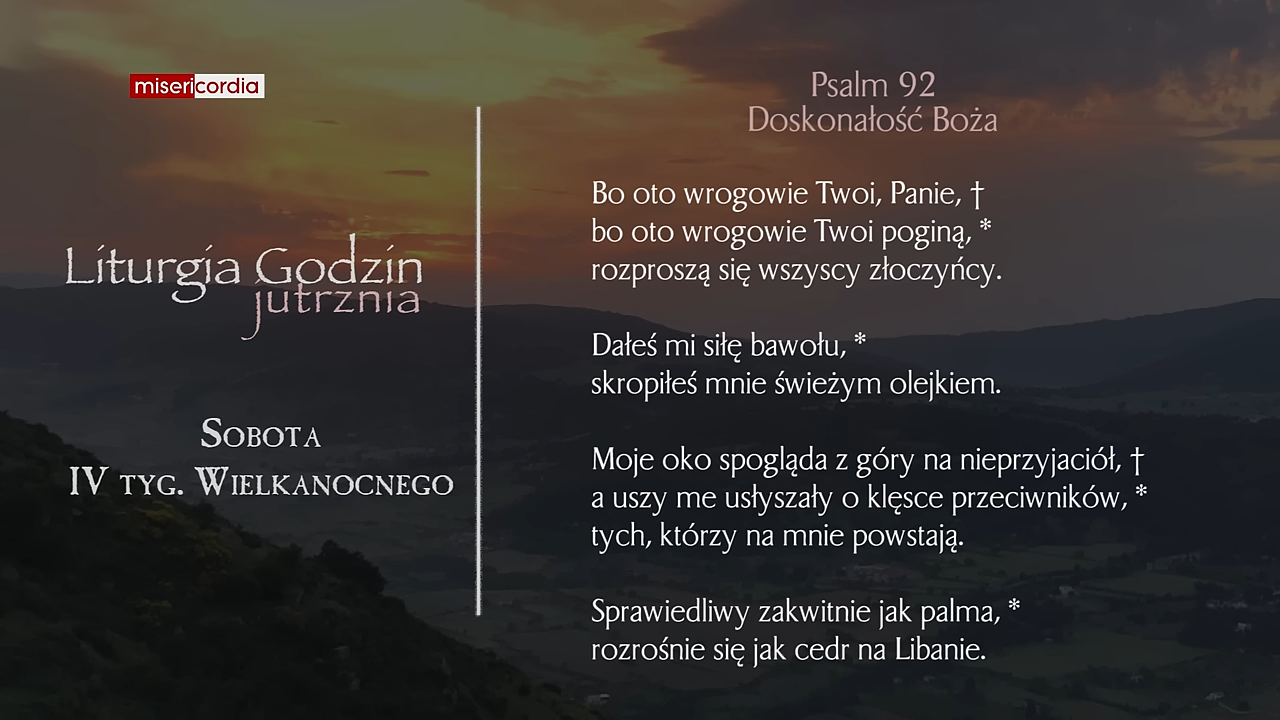 misericordia
Liturgia Godzin
jutrznia
Sobota
IV tyg. Wielkanocnego
Psalm 92
Doskonałość Boża
Bo oto wrogowie Twoi, Panie, †
bo oto wrogowie Twoi poginą, *
rozproszą się wszyscy złoczyńcy.
Dałeś mi siłę bawołu, *
skropiłeś mnie świeżym olejkiem.
Moje oko spogląda z góry na nieprzyjaciół, †
a uszy me usłyszały o klęsce przeciwników, *
tych, którzy na mnie powstają.
Sprawiedliwy zakwitnie jak palma, *
rozrośnie się jak cedr na Libanie.